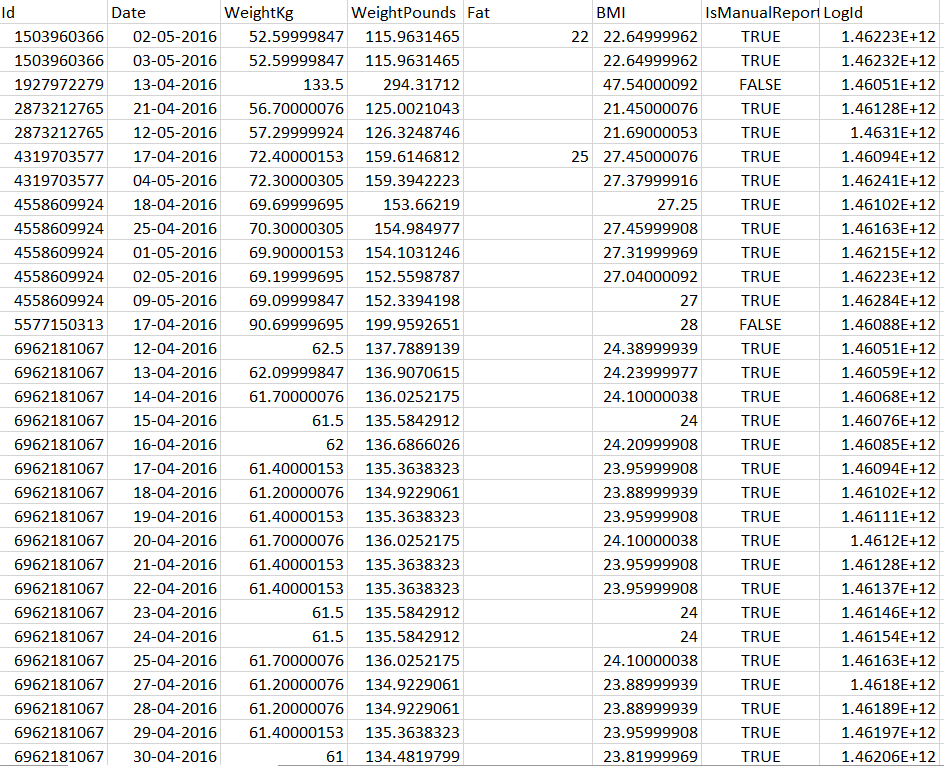 Id Date WeightKg WeightPounds Fat BMI IsManualReport LogId
1503960366 02-05-2016 52.59999847 115.9631465 22 22.64999962 TRUE 1.46223E+12
1503960366 03-05-2016 52.59999847 115.9631465 22.64999962 TRUE 1.46232E+12
1927972279 13-04-2016 133.5 294.31712 47.54000092 FALSE 1.46051E+12
2873212765 21-04-2016 56.70000076 125.0021043 21.45000076 TRUE 1.46128E+12
2873212765 12-05-2016 57.29999924 126.3248746 21.69000053 TRUE 1.4631E+12
4319703577 17-04-2016 72.40000153 159.6146812 25 27.45000076 TRUE 1.46094E+12
4319703577 04-05-2016 72.30000305 159.3942223 27.37999916 TRUE 1.46241E+12
4558609924 18-04-2016 69.69999695 153.66219 27.25 TRUE 1.46102E+12
4558609924 25-04-2016 70.30000305 154.984977 27.45999908 TRUE 1.46163E+12
4558609924 01-05-2016 69.90000153 154.1031246 27.31999969 TRUE 1.46215E+12
4558609924 02-05-2016 69.19999695 152.5598787 27.04000092 TRUE 1.46223E+12
4558609924 09-05-2016 69.09999847 152.3394198 27 TRUE 1.46284E+12
5577150313 17-04-2016 90.69999695 199.9592651 28 FALSE 1.46088E+12
6962181067 12-04-2016 62.5 137.7889139 24.38999939 TRUE 1.46051E+12
6962181067 13-04-2016 62.09999847 136.9070615 24.23999977 TRUE 1.46059E+12
6962181067 14-04-2016 61.70000076 136.0252175 24.10000038 TRUE 1.46068E+12
6962181067 15-04-2016 61.5 135.5842912 24 TRUE 1.46076E+12
6962181067 16-04-2016 62 136.6866026 24.20999908 TRUE 1.46085E+12
6962181067 17-04-2016 61.40000153 135.3638323 23.95999908 TRUE 1.46094E+12
6962181067 18-04-2016 61.20000076 134.9229061 23.88999939 TRUE 1.46102E+12
6962181067 19-04-2016 61.40000153 135.3638323 23.95999908 TRUE 1.46111E+12
6962181067 20-04-2016 61.70000076 136.0252175 24.10000038 TRUE 1.4612E+12
6962181067 21-04-2016 61.40000153 135.3638323 23.95999908 TRUE 1.46128E+12
6962181067 22-04-2016 61.40000153 135.3638323 23.95999908 TRUE 1.46137E+12
6962181067 23-04-2016 61.5 135.5842912 24 TRUE 1.46146E+12
6962181067 24-04-2016 61.5 135.5842912 24 TRUE 1.46154E+12
6962181067 25-04-2016 61.70000076 136.0252175 24.10000038 TRUE 1.46163E+12
6962181067 27-04-2016 61.20000076 134.9229061 23.88999939 TRUE 1.4618E+12
6962181067 28-04-2016 61.20000076 134.9229061 23.88999939 TRUE 1.46189E+12
6962181067 29-04-2016 61.40000153 135.3638323 23.95999908 TRUE 1.46197E+12
6962181067 30-04-2016 61 134.4819799 23.81999969 TRUE 1.46206E+12